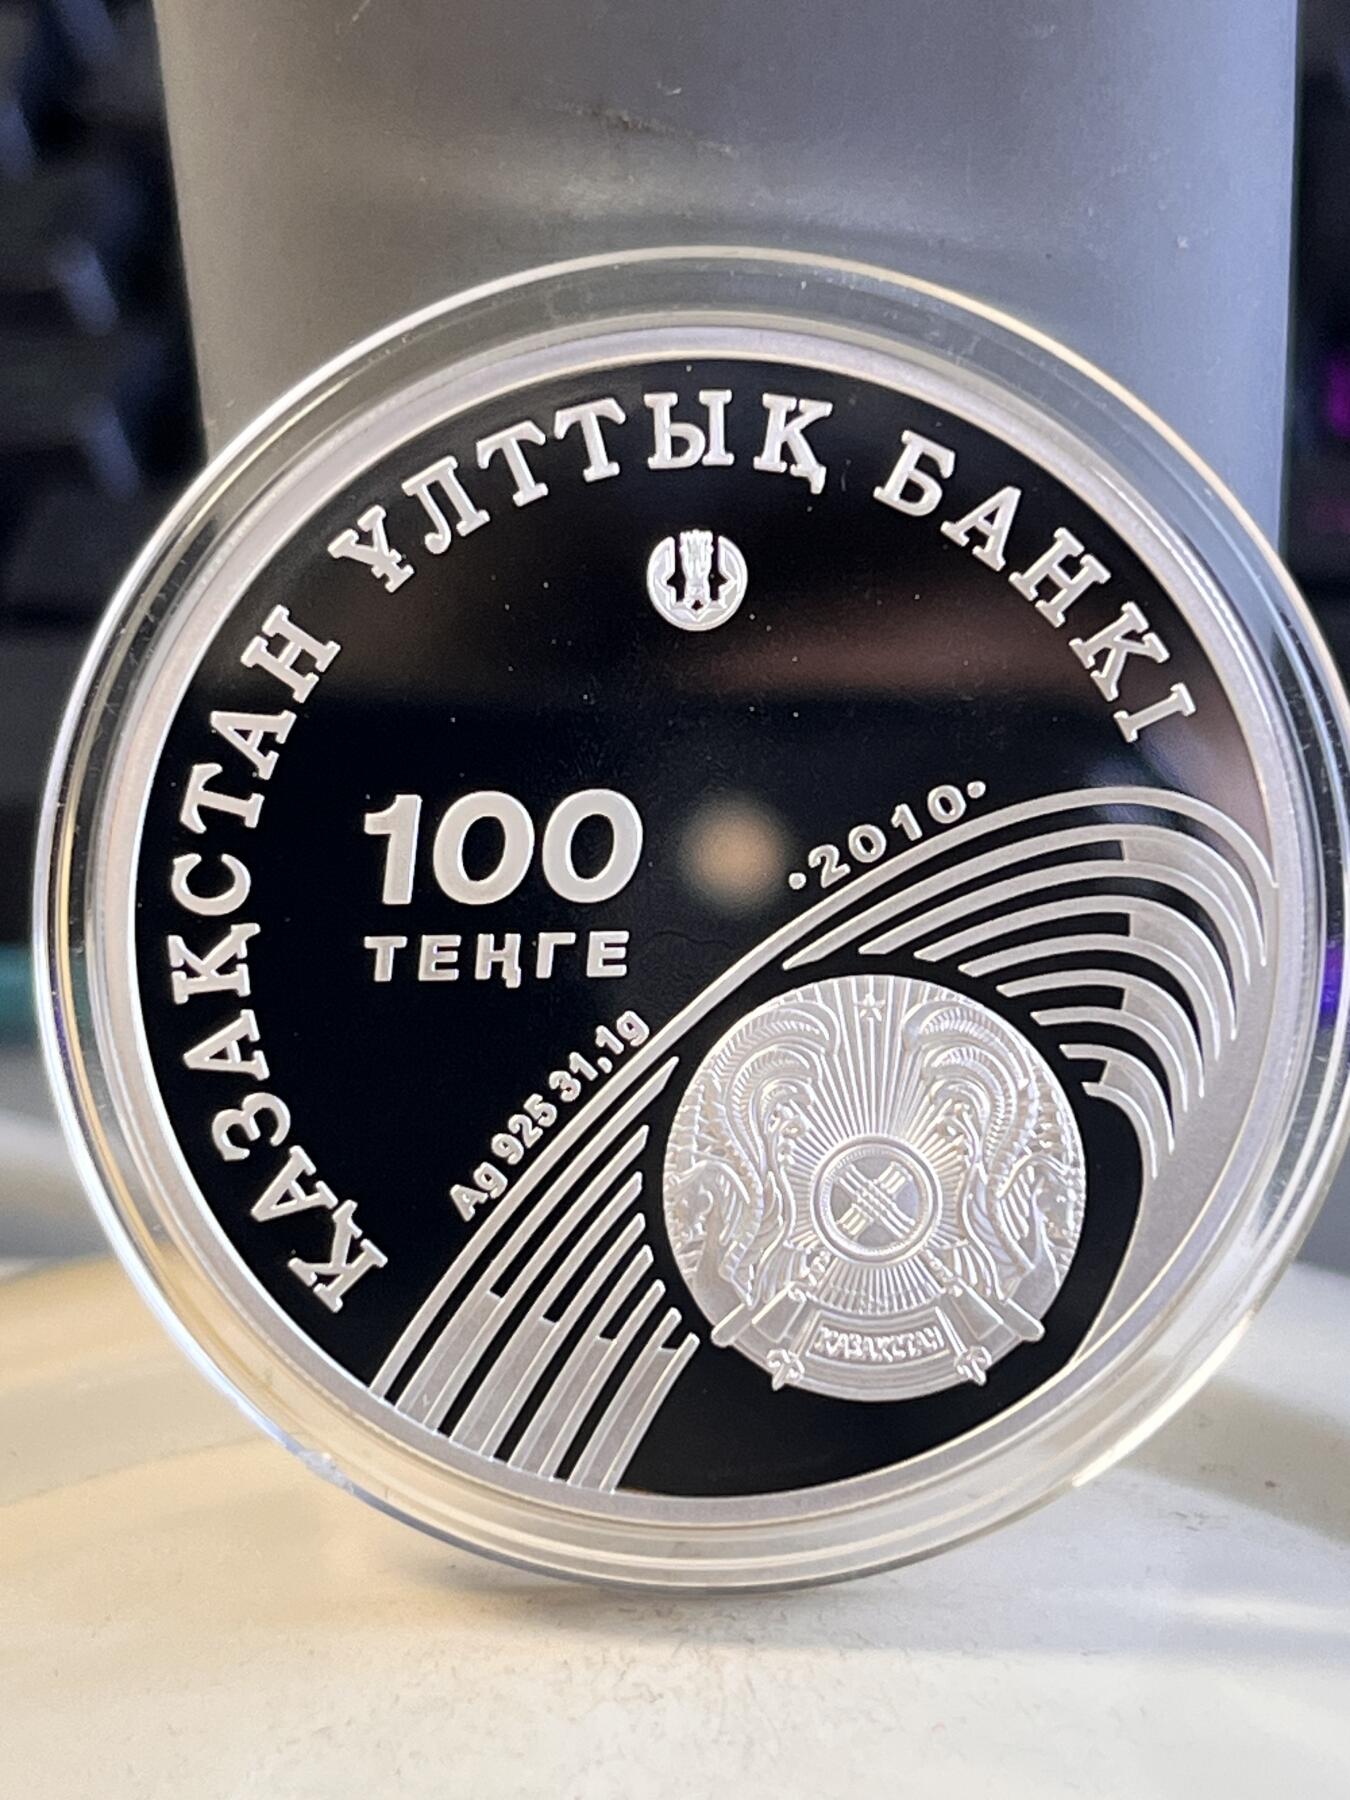 ҚАЗАҚСТАН ҰЛТТЫҚ БАНКІ
100
ТЕҢГЕ
·2010·
Ag 925 31,1g
ҚАЗАҚСТАН